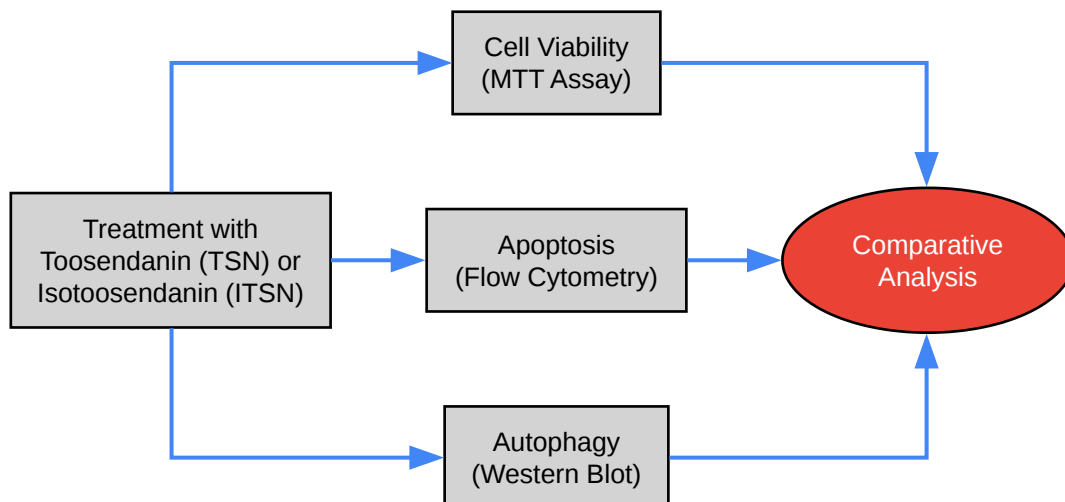 Cell Viability
(MTT Assay)
Treatment with
Toosendanin (TSN) or
Isotoosendanin (ITSN)
Apoptosis
(Flow Cytometry)
Comparative
Analysis
Autophagy
(Western Blot)